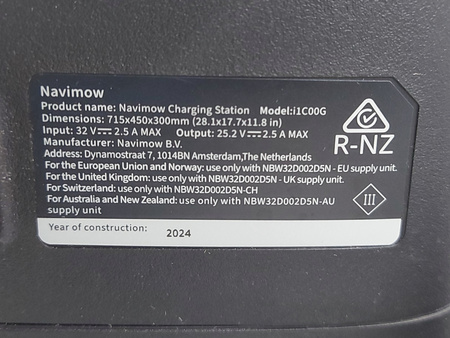 Navimow
Product name: Navimow Charging Station Model:i1C00G
Dimensions: 715x450x300mm (28.1x17.7x11.8 in)
Input: 32 V⎓2.5 A MAX Output: 25.2 V⎓2.5 A MAX
Manufacturer: Navimow B.V.
Address: Dynamostraat 7, 1014BN Amsterdam,The Netherlands
For the European Union and Norway: use only with NBW32D002D5N - EU supply unit.
For the United Kingdom: use only with NBW32D002D5N - UK supply unit.
For Switzerland: use only with NBW32D002D5N-CH
For Australia and New Zealand: use only with NBW32D002D5N-AU
supply unit
R-NZ
III
Year of construction: 2024